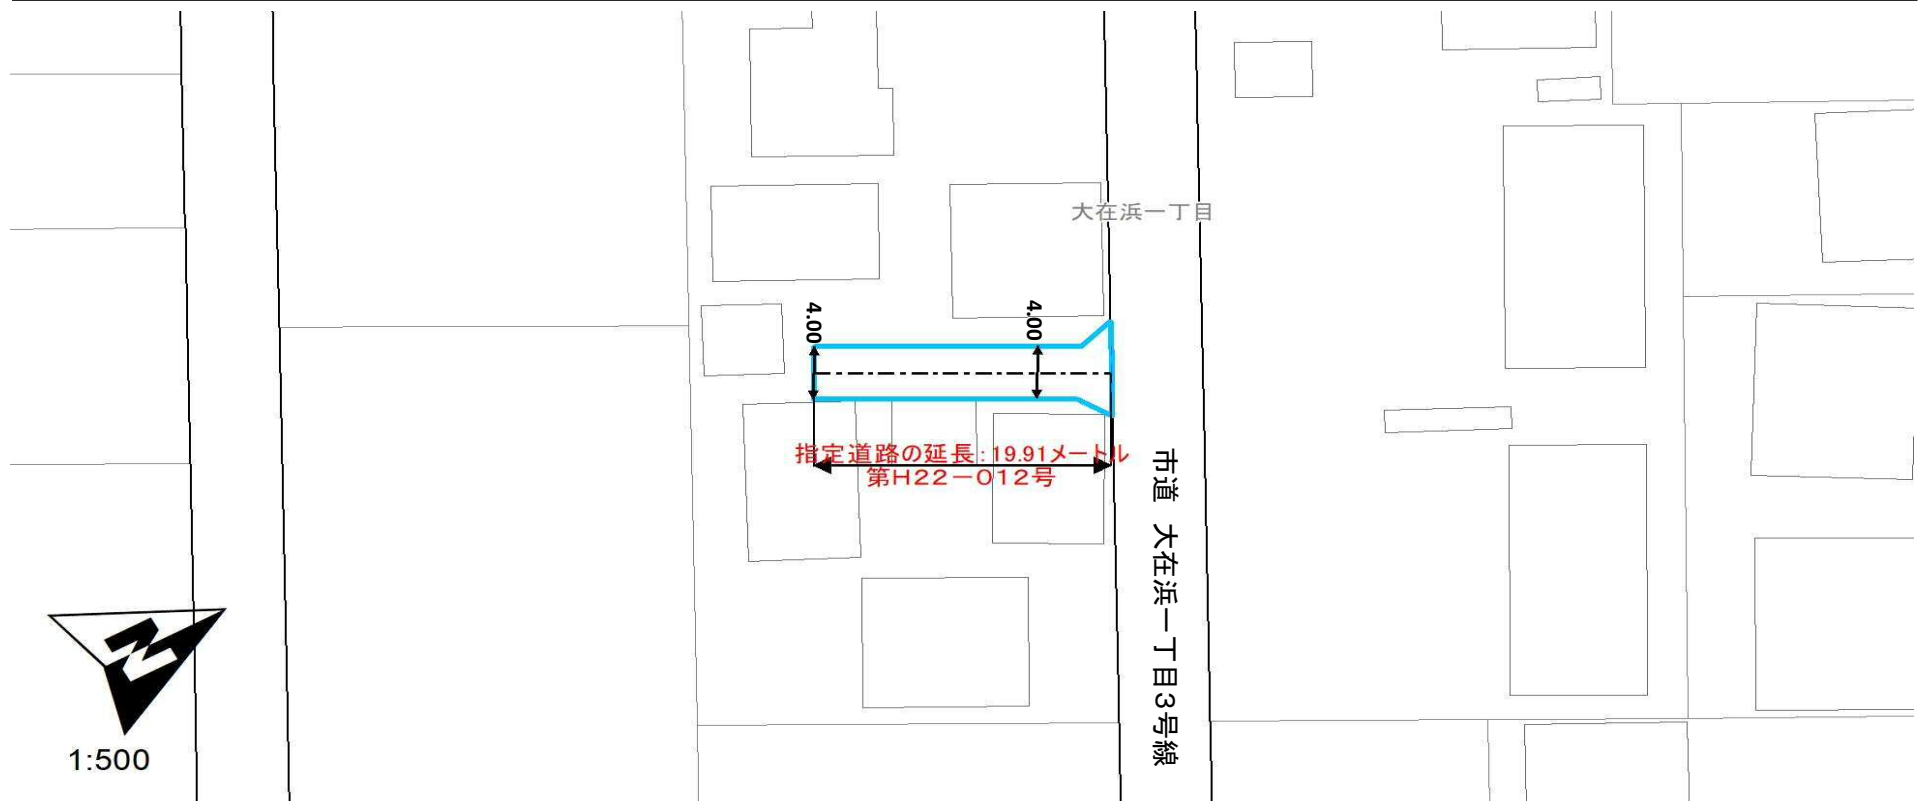 大在浜一丁目
4.00
4.00
指定道路の延長:19.91メートル
第H22－012号
市道　大在浜一丁目3号線
N
1:500